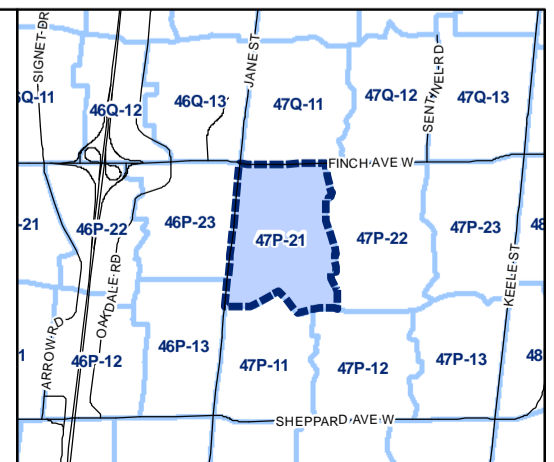 SIGNET DR
JANE ST
SENTINEL RD
6Q-11
46Q-12
46Q-13
47Q-11
47Q-12
47Q-13
FINCH AVE W
-21
46P-22
46P-23
47P-21
47P-22
47P-23
48
OAKDALE RD
KEELE ST
ARROW RD
1
46P-12
46P-13
47P-11
47P-12
47P-13
48
SHEPPARD AVE W